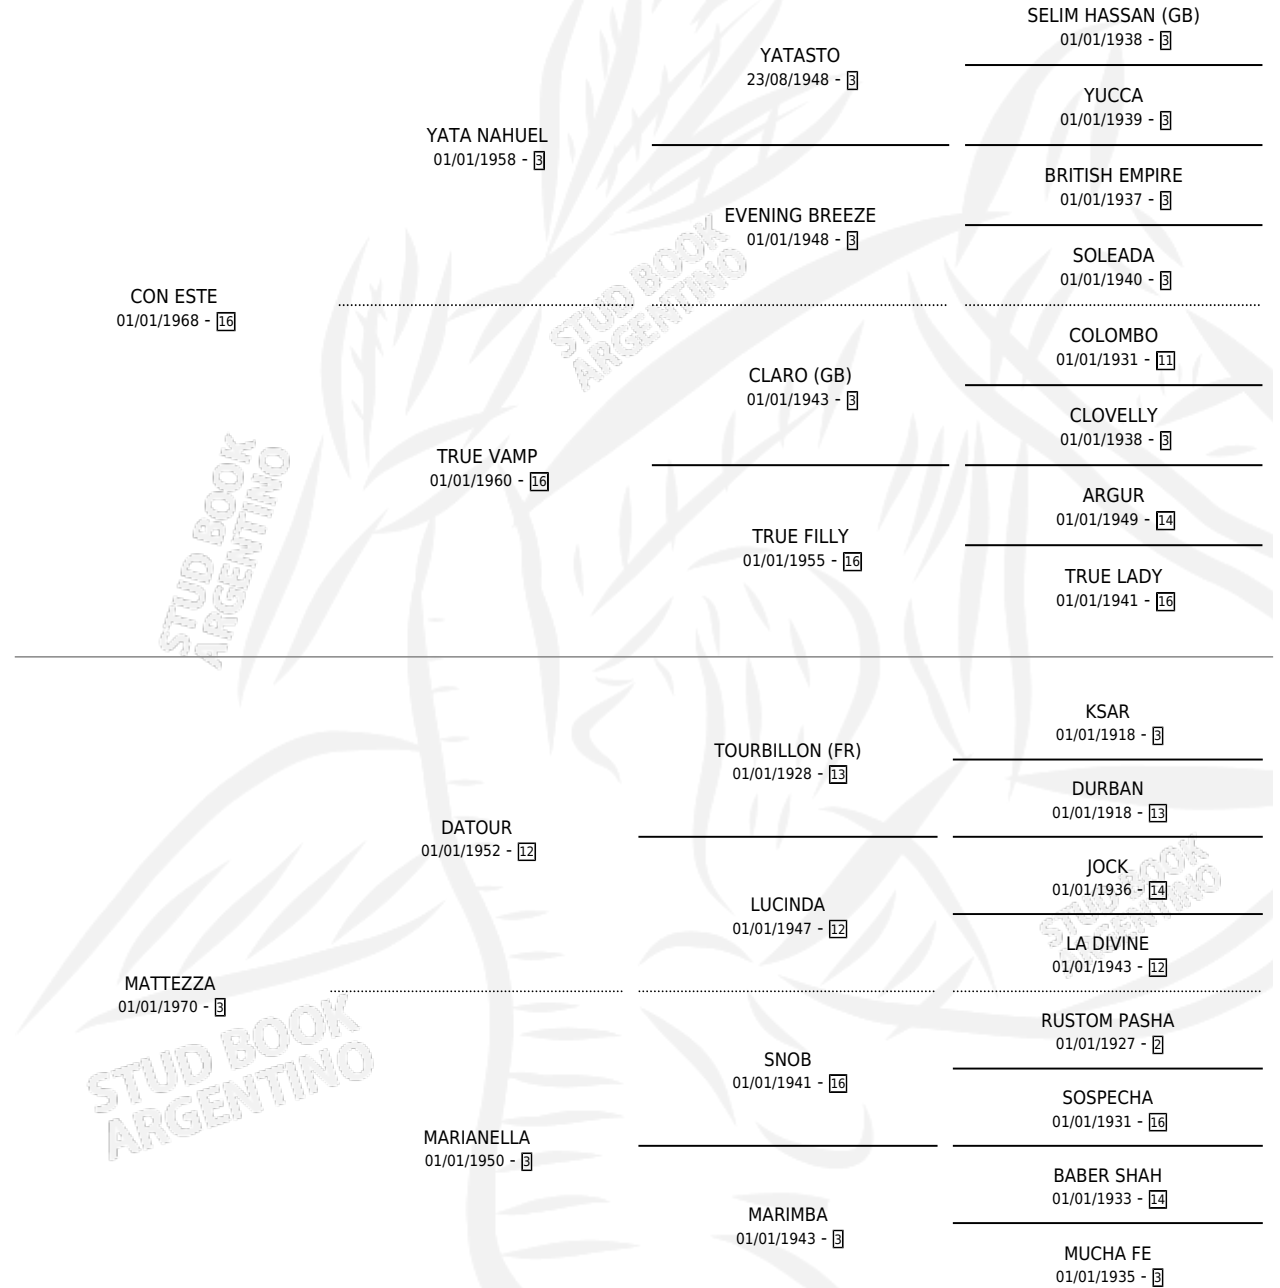 SELIM HASSAN (GB)
01/01/1938 - 3
YATASTO
23/08/1948 - 3
YUCCA
01/01/1939 - 3
YATA NAHUEL
01/01/1958 - 3
BRITISH EMPIRE
01/01/1937 - 3
EVENING BREEZE
01/01/1948 - 3
SOLEADA
01/01/1940 - 3
CON ESTE
01/01/1968 - 16
COLOMBO
01/01/1931 - 11
CLARO (GB)
01/01/1943 - 3
CLOVELLY
01/01/1938 - 3
TRUE VAMP
01/01/1960 - 16
ARGUR
01/01/1949 - 14
TRUE FILLY
01/01/1955 - 16
TRUE LADY
01/01/1941 - 16
KSAR
01/01/1918 - 3
TOURBILLON (FR)
01/01/1928 - 13
DURBAN
01/01/1918 - 13
DATOUR
01/01/1952 - 12
JOCK
01/01/1936 - 14
LUCINDA
01/01/1947 - 12
LA DIVINE
01/01/1943 - 12
MATTEZZA
01/01/1970 - 3
RUSTOM PASHA
01/01/1927 - 2
SNOB
01/01/1941 - 16
SOSPECHA
01/01/1931 - 16
MARIANELLA
01/01/1950 - 3
BABER SHAH
01/01/1933 - 14
MARIMBA
01/01/1943 - 3
MUCHA FE
01/01/1935 - 3
STUD BOOK
ARGENTINO
STUD BOOK
ARGENTINO
STUD BOOK
ARGENTINO
STUD BOOK
ARGENTINO